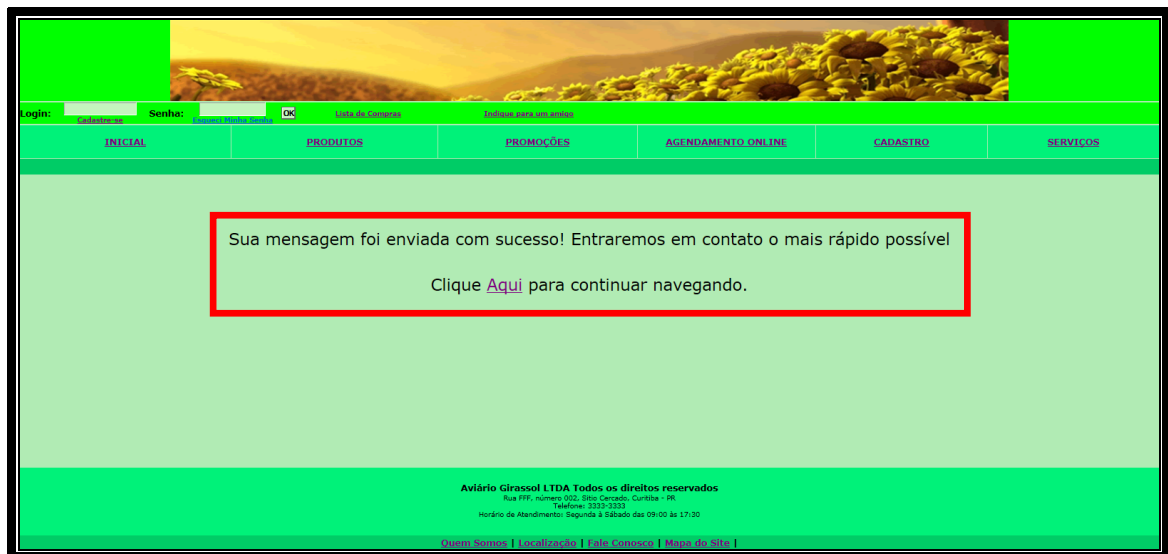 Login: Senha: OK Lista de Compras Indique para um amigo
Cadastre-se Esqueci Minha Senha
INICIAL PRODUTOS PROMOÇÕES AGENDAMENTO ONLINE CADASTRO SERVIÇOS
Sua mensagem foi enviada com sucesso! Entraremos em contato o mais rápido possível
Clique Aqui para continuar navegando.
Aviário Girassol LTDA Todos os direitos reservados
Rua FFF, número 002, Sitio Cercado, Curitiba - PR
Telefone: 3333-3333
Horário de Atendimento: Segunda à Sábado das 09:00 às 17:30
Quem Somos | Localização | Fale Conosco | Mapa do Site |